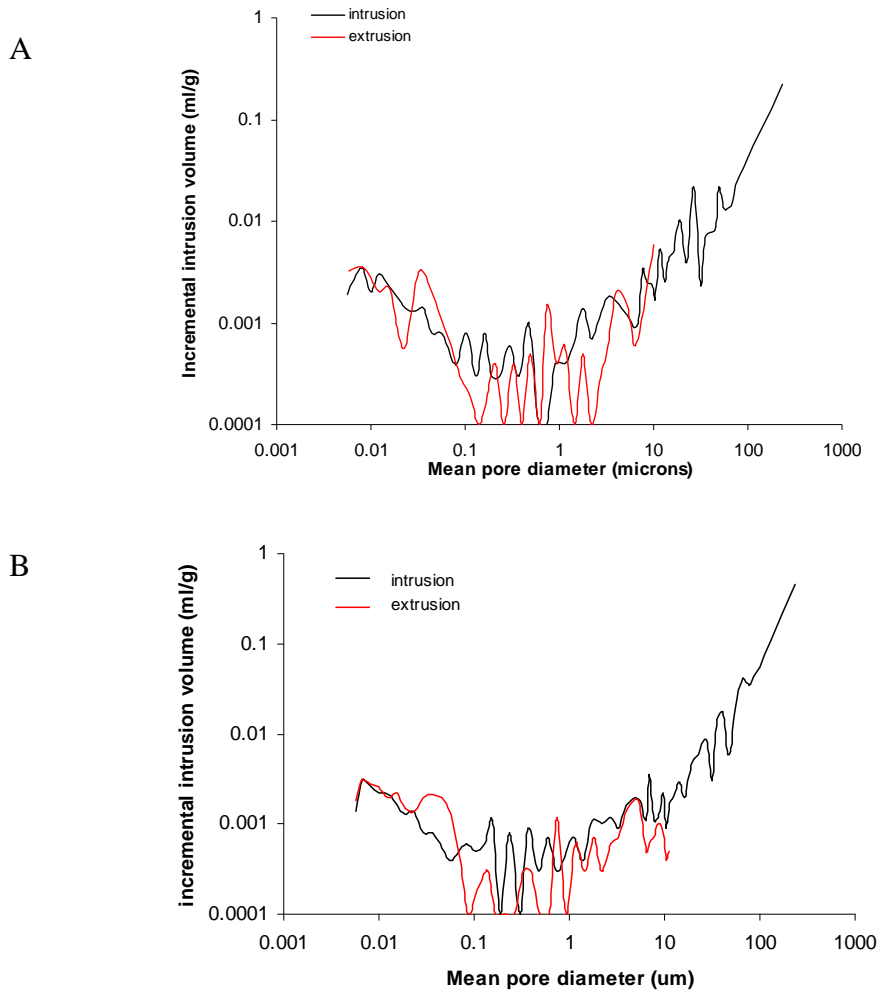 A
intrusion
extrusion
Incremental intrusion volume (ml/g)
1
0.1
0.01
0.001
0.0001
0.001 0.01 0.1 1 10 100 1000
Mean pore diameter (microns)
B
intrusion
extrusion
incremental intrusion volume (ml/g)
1
0.1
0.01
0.001
0.0001
0.001 0.01 0.1 1 10 100 1000
Mean pore diameter (um)